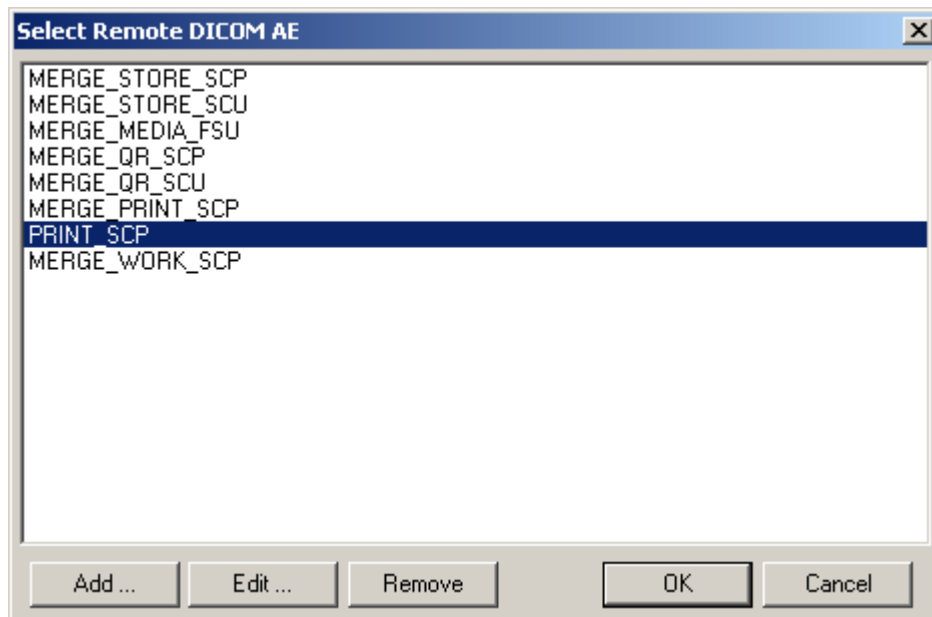 Select Remote DICOM AE
MERGE_STORE_SCP
MERGE_STORE_SCU
MERGE_MEDIA_FSU
MERGE_QR_SCP
MERGE_QR_SCU
MERGE_PRINT_SCP
PRINT_SCP
MERGE_WORK_SCP
Add ... Edit ... Remove OK Cancel